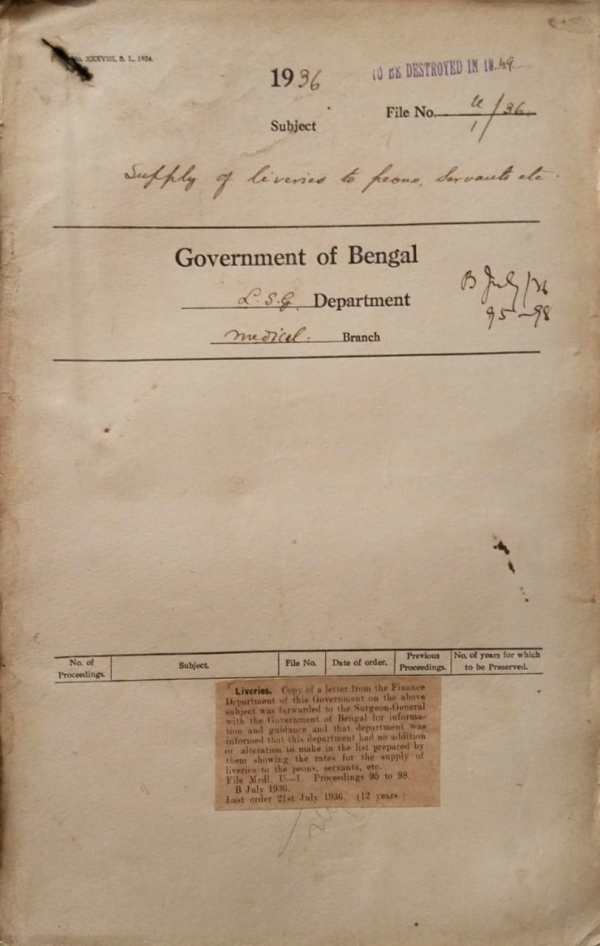 No. XXXVIII, S. L., 1924.
1936
TO BE DESTROYED IN 19 49
File No. U/1/36
Subject
Supply of liveries to peons, servants etc.
Government of Bengal
L.S.G. Department
Medical Branch
B July/36
95-98
No. of Proceedings.
Subject.
File No.
Date of order.
Previous Proceedings.
No. of years for which to be Preserved.
Liveries. Copy of a letter from the Finance
Department of this Government on the above
subject was forwarded to the Surgeon-General
with the Government of Bengal for informa-
tion and guidance and that department was
informed that this department had no addition
or alteration to make in the list prepared by
them showing the rates for the supply of
liveries to the peons, servants, etc.
File Medl. U—1. Proceedings 95 to 98.
B July 1936.
Last order 21st July 1936. (12 years.)